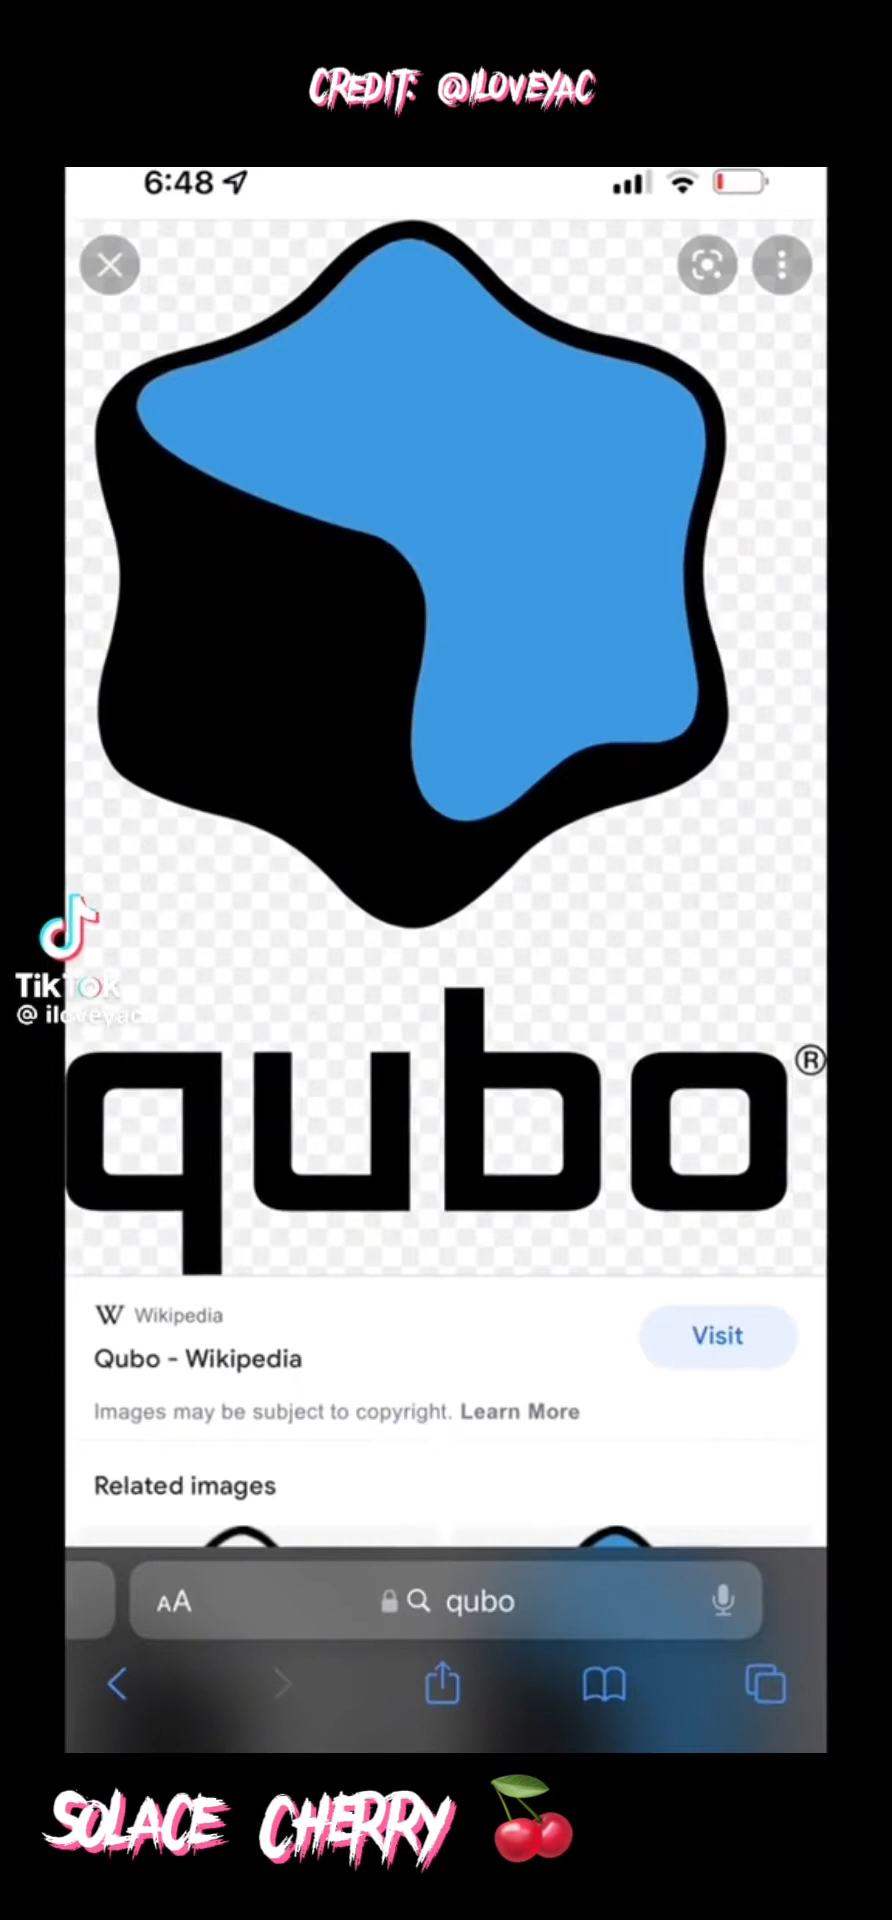 CREDIT: @ILOVEYAC
6:48
qubo®
TikTok
@ iloveyac
Wikipedia
Qubo - Wikipedia
Visit
Images may be subject to copyright. Learn More
Related images
AA qubo
SOLACE CHERRY 🍒